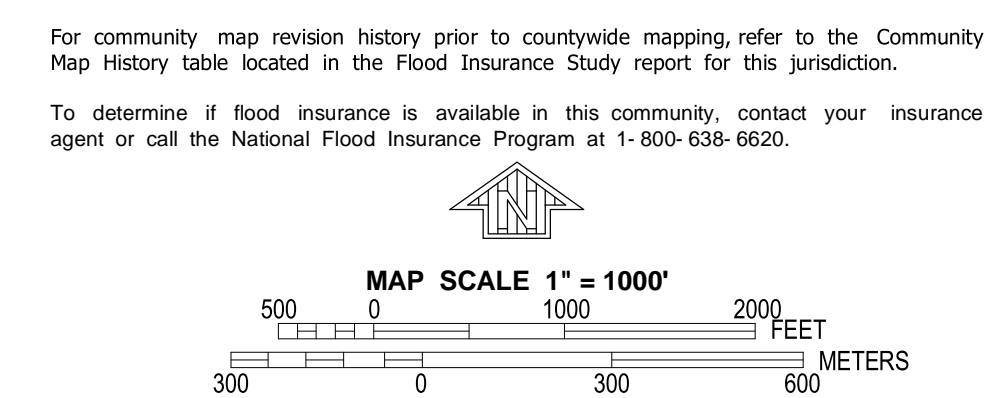 For community map revision history prior to countywide mapping, refer to the Community
Map History table located in the Flood Insurance Study report for this jurisdiction.
To determine if flood insurance is available in this community, contact your insurance
agent or call the National Flood Insurance Program at 1- 800- 638- 6620.
N
MAP SCALE 1" = 1000'
500 0 1000 2000
FEET
METERS
300 0 300 600